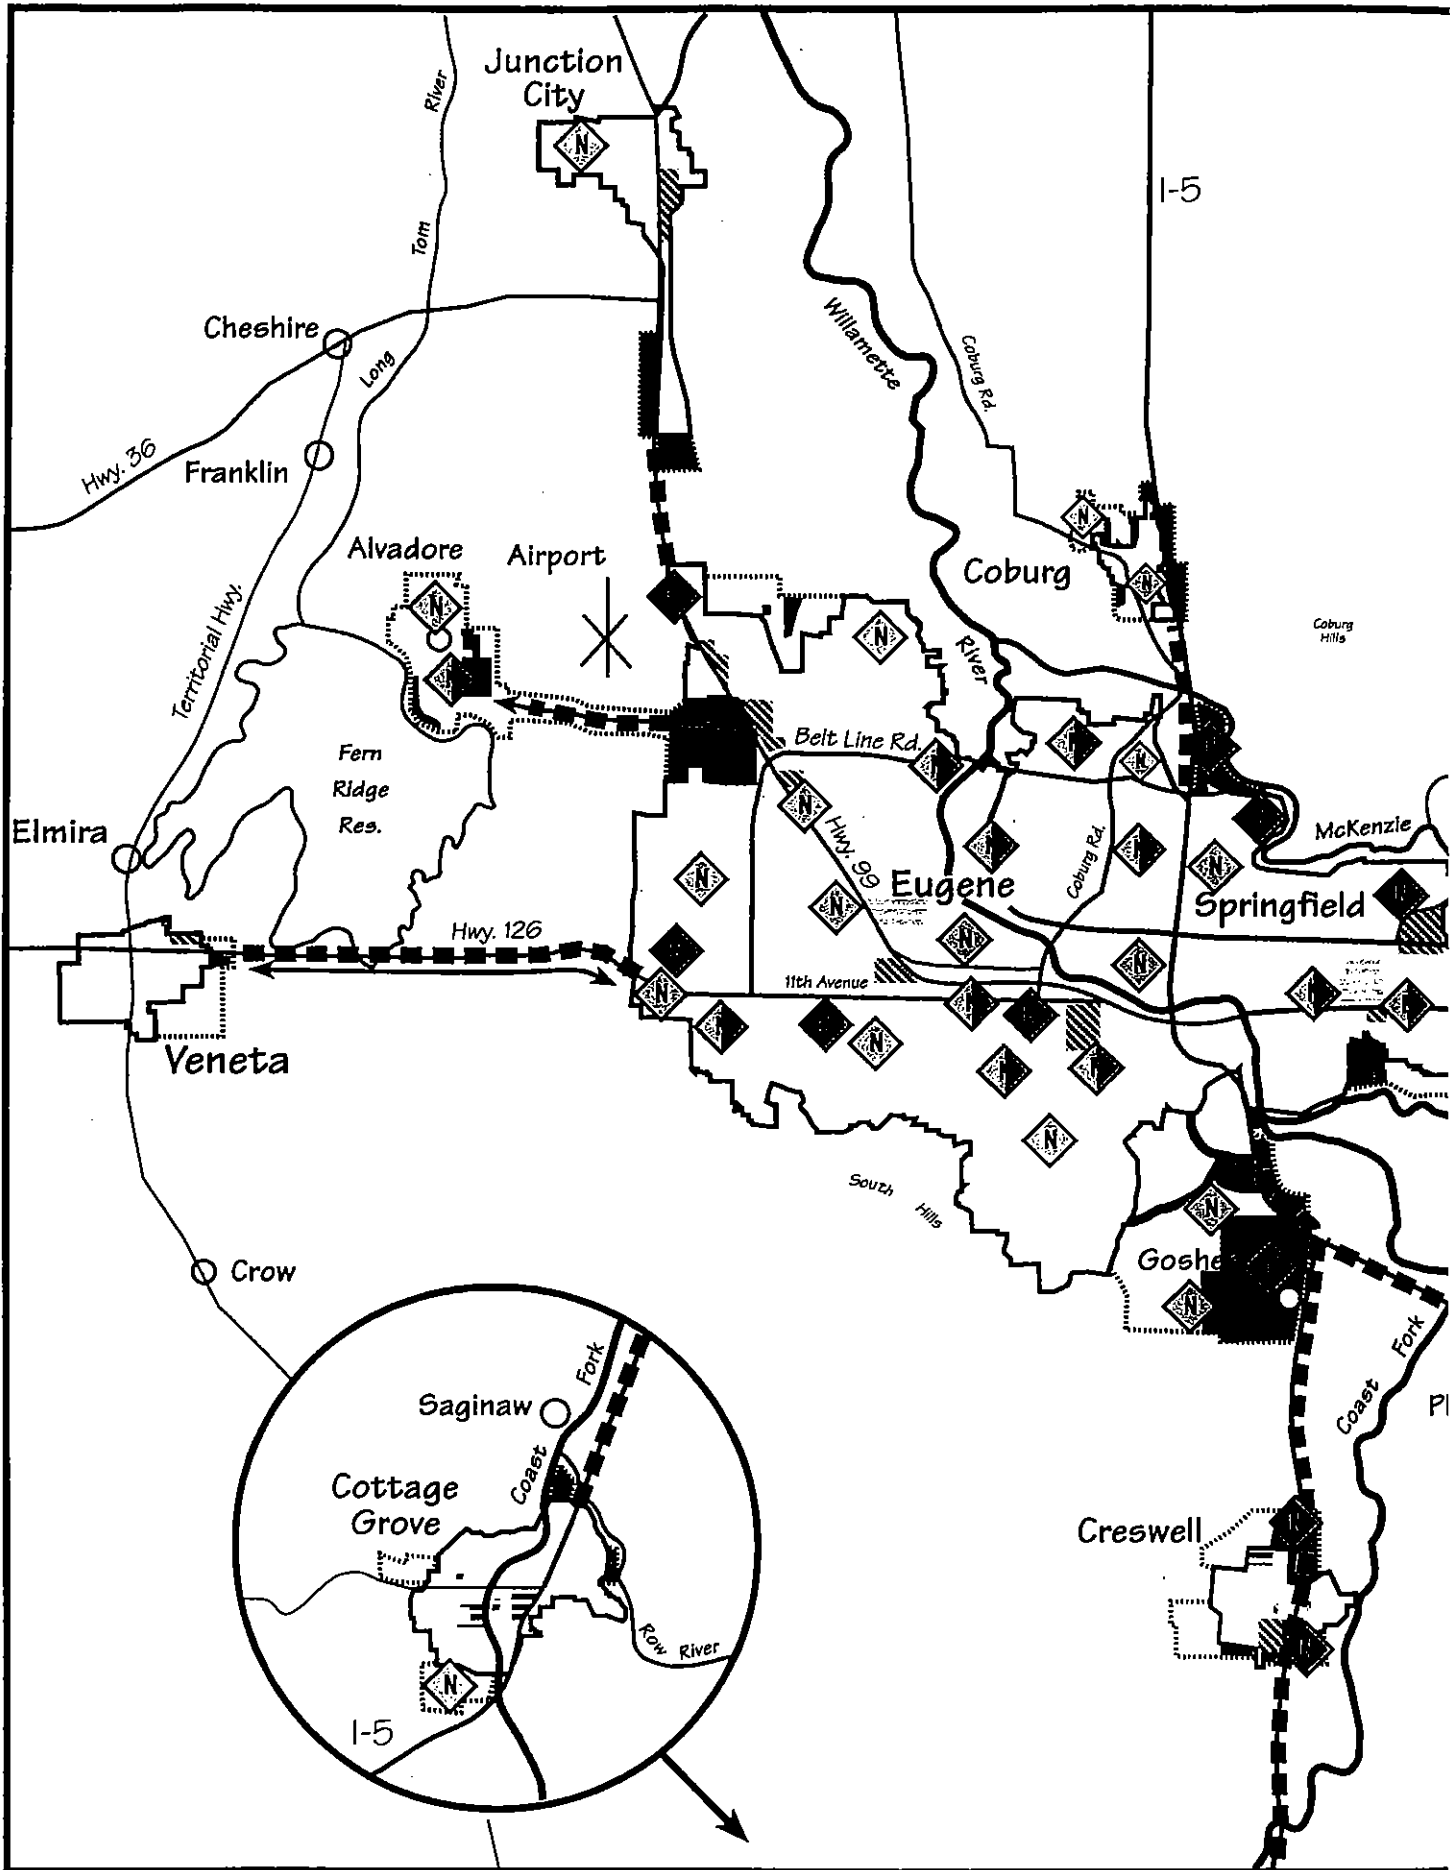 Junction
City
N
River
I-5
Tom
Cheshire
Long
Willamette
Coburg Rd.
Hwy. 36
Franklin
N
Alvadore
Airport
Coburg
N
N
N
Coburg
Hills
Territorial Hwy.
River
Fern
Ridge
Res.
Belt Line Rd.
N
N
Elmira
Hwy. 99
Coburg Rd.
McKenzie
N
N
Eugene
N
Springfield
Hwy. 126
N
N
11th Avenue
N
Veneta
N
N
South
Hills
N
Crow
Goshe
N
Fork
Coast
Pl
Saginaw
Fork
Coast
Cottage
Grove
Creswell
Row River
N
I-5